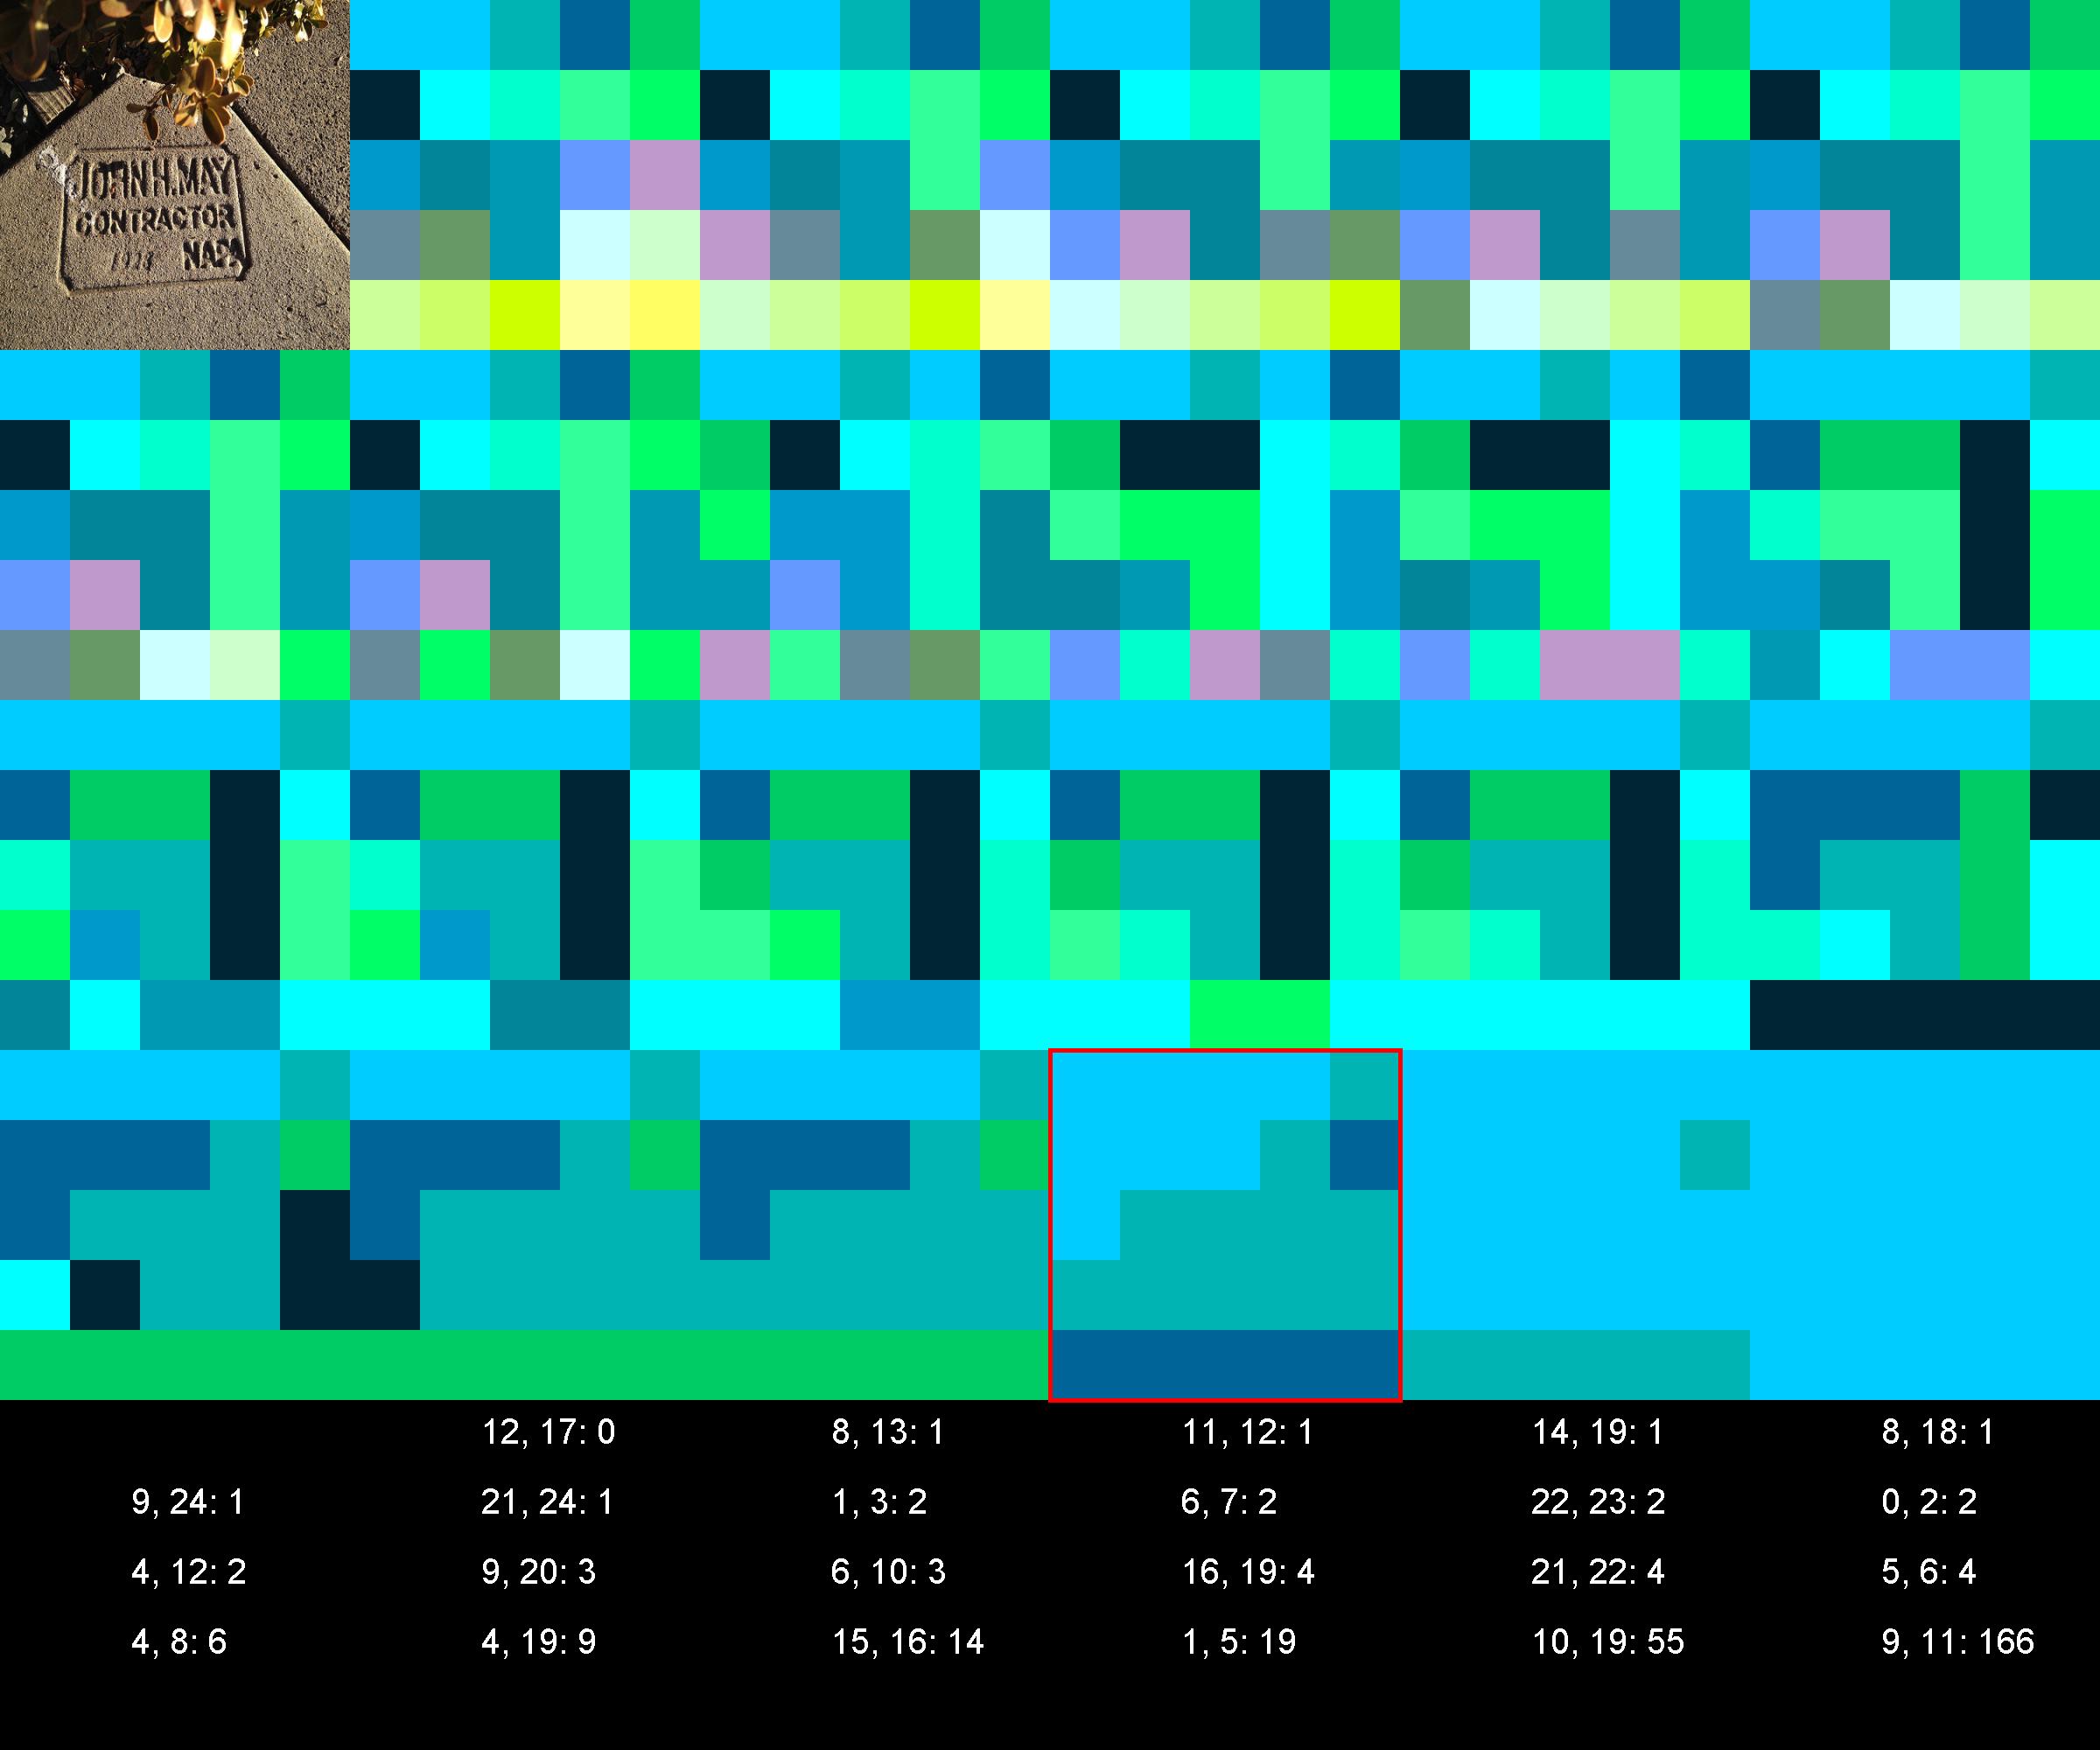 JOHN H. MAY
CONTRACTOR
1928 NAPA
12, 17: 0
8, 13: 1
11, 12: 1
14, 19: 1
8, 18: 1
9, 24: 1
21, 24: 1
1, 3: 2
6, 7: 2
22, 23: 2
0, 2: 2
4, 12: 2
9, 20: 3
6, 10: 3
16, 19: 4
21, 22: 4
5, 6: 4
4, 8: 6
4, 19: 9
15, 16: 14
1, 5: 19
10, 19: 55
9, 11: 166